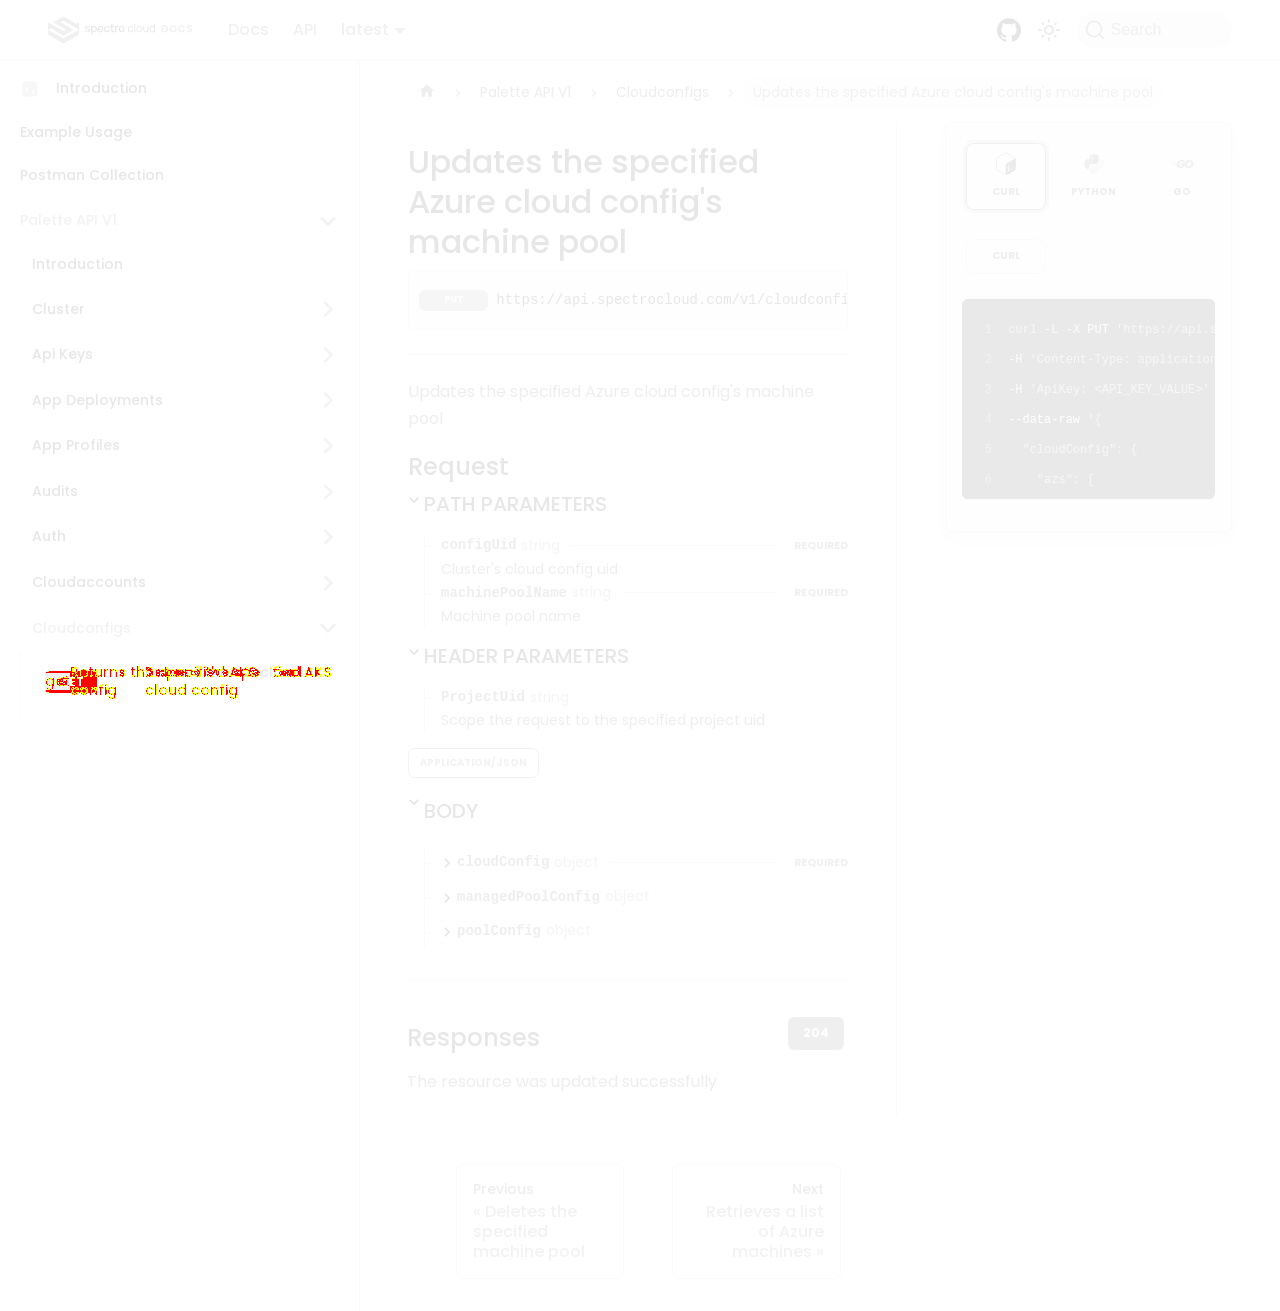 spectro cloud DOCS
Docs
API
latest
Search
Introduction
Example Usage
Postman Collection
Palette API V1
Introduction
Cluster
Api Keys
App Deployments
App Profiles
Audits
Auth
Cloudaccounts
Cloudconfigs
cloud config
Palette API V1
Cloudconfigs
Updates the specified Azure cloud config's machine pool
Updates the specified
Azure cloud config's
machine pool
PUT https://api.spectrocloud.com/v1/cloudconfi
Updates the specified Azure cloud config's machine
pool
Request
PATH PARAMETERS
configUid string REQUIRED
Cluster's cloud config uid
machinePoolName string REQUIRED
Machine pool name
HEADER PARAMETERS
ProjectUid string
Scope the request to the specified project uid
APPLICATION/JSON
BODY
cloudConfig object REQUIRED
managedPoolConfig object
poolConfig object
Responses
204
The resource was updated successfully
Previous
« Deletes the
specified
machine pool
Next
Retrieves a list
of Azure
machines »
CURL
PYTHON
GO
CURL
1 curl -L -X PUT 'https://api.s
2 -H 'Content-Type: application
3 -H 'ApiKey: <API_KEY_VALUE>'
4 --data-raw '{
5 "cloudConfig": {
6 "azs": [